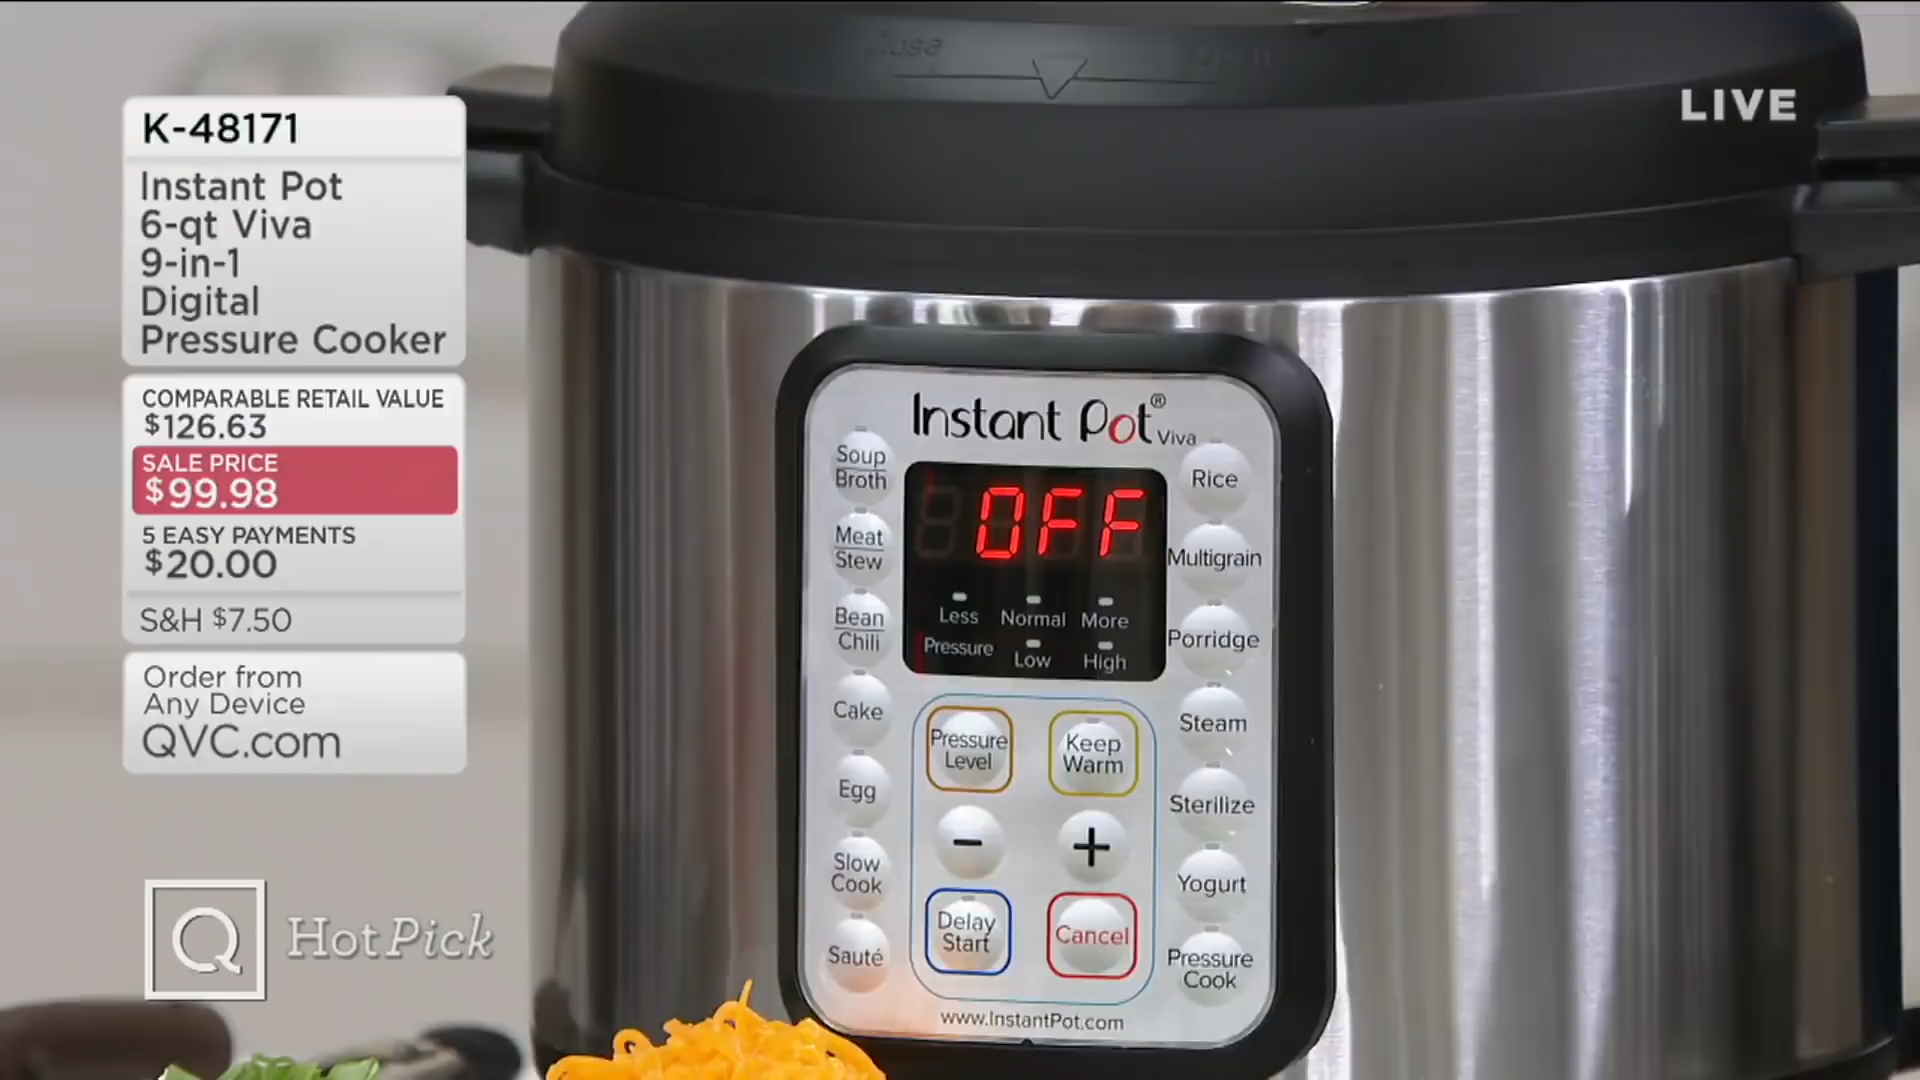 K-48171
Instant Pot
6-qt Viva
9-in-1
Digital
Pressure Cooker
COMPARABLE RETAIL VALUE
$126.63
SALE PRICE
$99.98
5 EASY PAYMENTS
$20.00
S&H $7.50
Order from
Any Device
QVC.com
Q Hot Pick
LIVE
Close Open
Instant Pot® Viva
OFF
Less Normal More
Pressure Low High
Soup
Broth
Meat
Stew
Bean
Chili
Cake
Egg
Slow
Cook
Sauté
Pressure
Level
Keep
Warm
- +
Delay
Start
Cancel
Rice
Multigrain
Porridge
Steam
Sterilize
Yogurt
Pressure
Cook
www.InstantPot.com